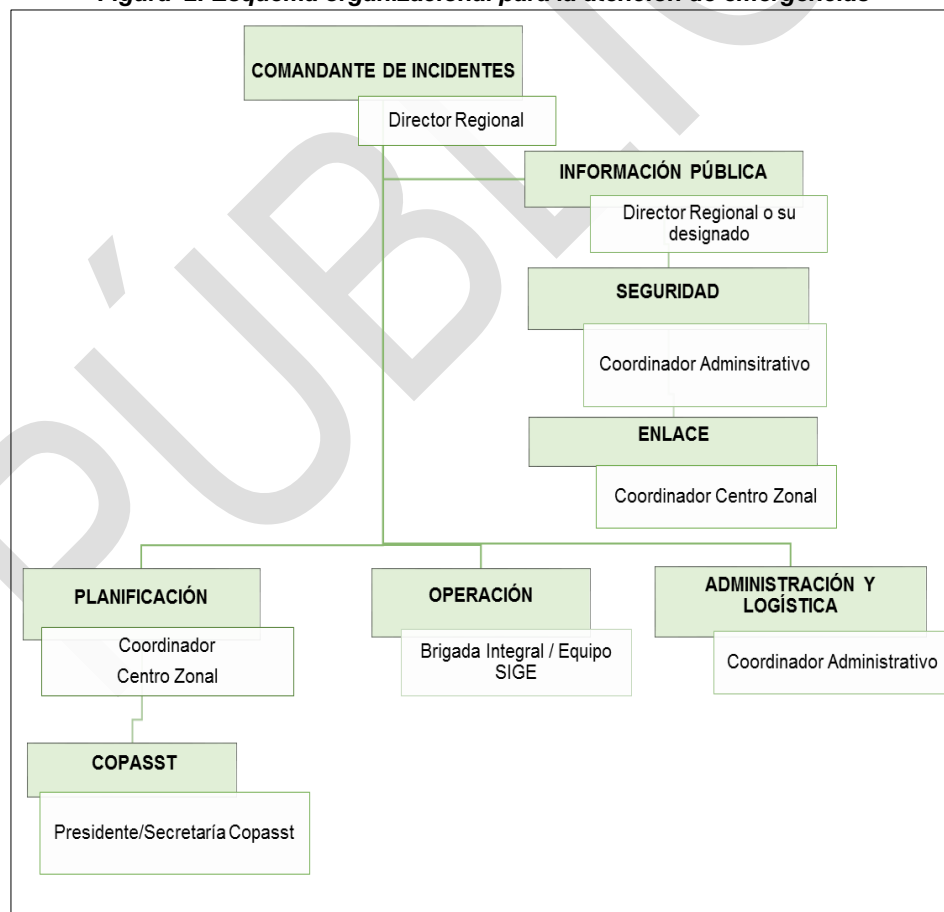 Figura 2. Esquema organizacional para la atención de emergencias
COMANDANTE DE INCIDENTES
Director Regional
INFORMACIÓN PÚBLICA
Director Regional o su
designado
SEGURIDAD
Coordinador Adminsitrativo
ENLACE
Coordinador Centro Zonal
PLANIFICACIÓN
Coordinador
Centro Zonal
OPERACIÓN
Brigada Integral / Equipo
SIGE
ADMINISTRACIÓN Y
LOGÍSTICA
Coordinador Administrativo
COPASST
Presidente/Secretaría Copasst
PÚBLIC